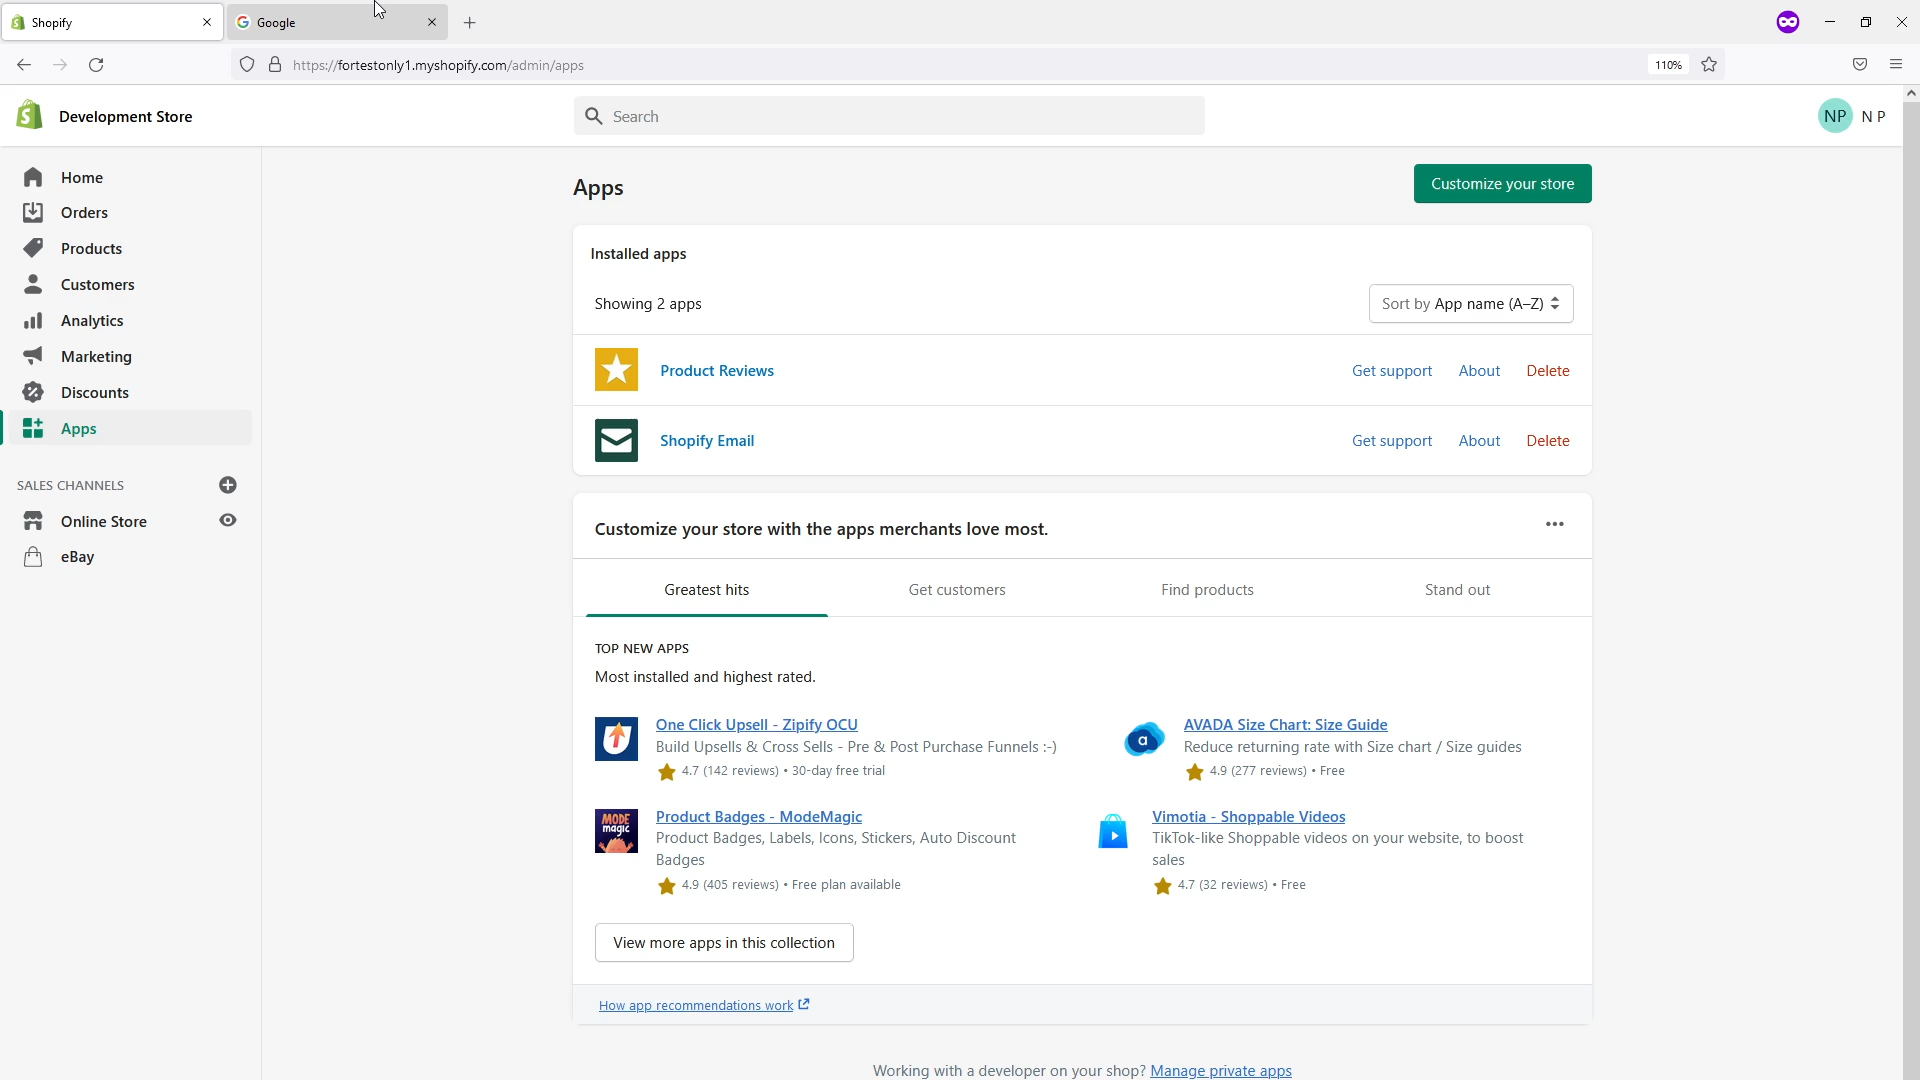 Shopify
Google
https://fortestonly1.myshopify.com/admin/apps
110%
Development Store
Search
NP
N P
Home
Orders
Products
Customers
Analytics
Marketing
Discounts
Apps
SALES CHANNELS
Online Store
eBay
Apps
Customize your store
Installed apps
Showing 2 apps
Sort by App name (A–Z)
Product Reviews
Get support
About
Delete
Shopify Email
Get support
About
Delete
Customize your store with the apps merchants love most.
Greatest hits
Get customers
Find products
Stand out
TOP NEW APPS
Most installed and highest rated.
One Click Upsell - Zipify OCU
Build Upsells & Cross Sells - Pre & Post Purchase Funnels :-)
4.7 (142 reviews) • 30-day free trial
a
AVADA Size Chart: Size Guide
Reduce returning rate with Size chart / Size guides
4.9 (277 reviews) • Free
MODE
magic
Product Badges - ModeMagic
Product Badges, Labels, Icons, Stickers, Auto Discount
Badges
4.9 (405 reviews) • Free plan available
Vimotia - Shoppable Videos
TikTok-like Shoppable videos on your website, to boost
sales
4.7 (32 reviews) • Free
View more apps in this collection
How app recommendations work
Working with a developer on your shop? Manage private apps